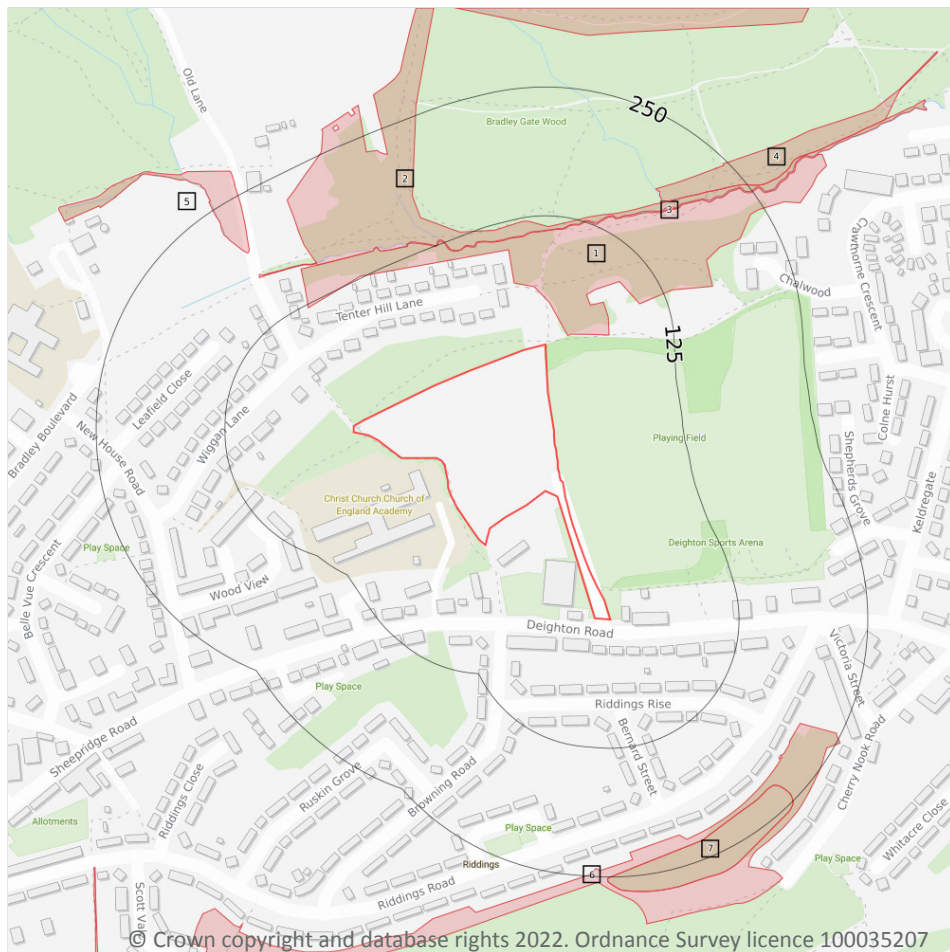 250
Old Lane
Bradley Gate Wood
4
2
5
3
1
Cawthorne Crescent
Chalwood
Tenter Hill Lane
125
Leafield Close
Bradley Boulevard
New House Road
Wiggan Lane
Colne Hurst
Playing Field
Shepherds Grove
Keldregate
Christ Church Church of
England Academy
Deighton Sports Arena
Play Space
Belle Vue Crescent
Wood View
Deighton Road
Victoria Street
Play Space
Riddings Rise
Sheepridge Road
Bernard Street
Cherry Nook Road
Riddings Close
Ruskin Grove
Browning Road
Allotments
Play Space
Whitacre Close
7
Play Space
Riddings
6
Riddings Road
Scott Va
© Crown copyright and database rights 2022. Ordnance Survey licence 100035207